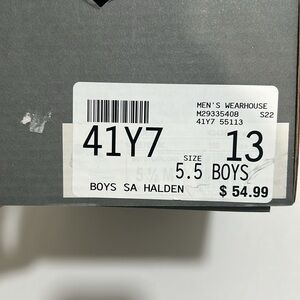 MEN'S WEARHOUSE
M29335408 S22
41Y7 55113
41Y7 13
SIZE
5.5 BOYS
BOYS SA HALDEN $ 54.99